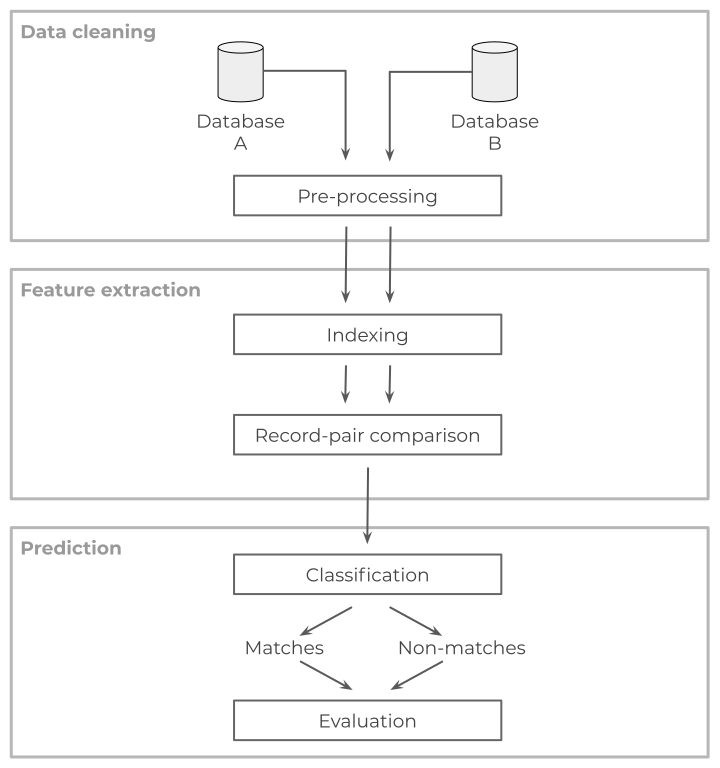 Data cleaning
Database
A
Database
B
Pre-processing
Feature extraction
Indexing
Record-pair comparison
Prediction
Classification
Matches
Non-matches
Evaluation